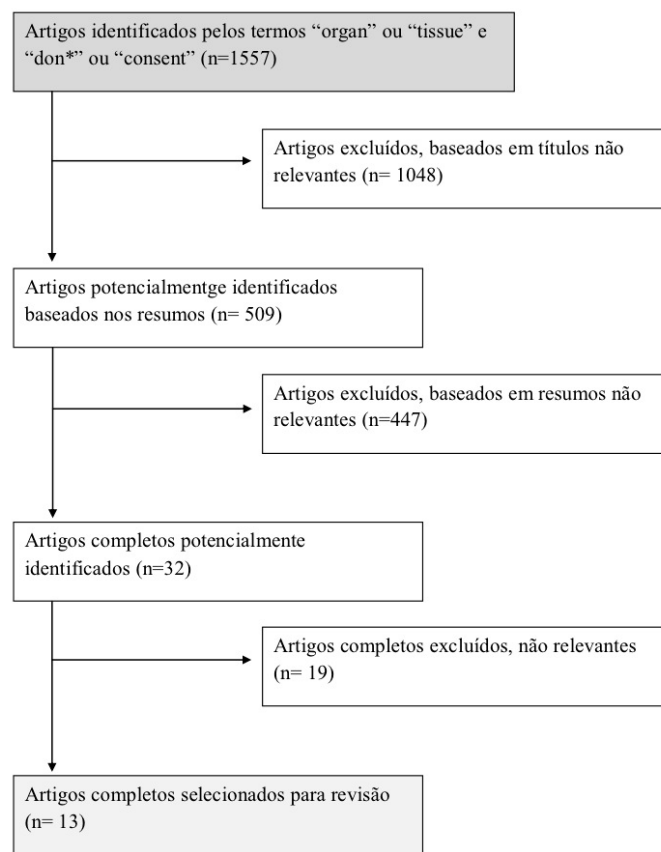 Artigos identificados pelos termos “organ” ou “tissue” e
“don*” ou “consent” (n=1557)
Artigos excluídos, baseados em títulos não
relevantes (n= 1048)
Artigos potencialmentge identificados
baseados nos resumos (n= 509)
Artigos excluídos, baseados em resumos não
relevantes (n=447)
Artigos completos potencialmente
identificados (n=32)
Artigos completos excluídos, não relevantes
(n= 19)
Artigos completos selecionados para revisão
(n= 13)